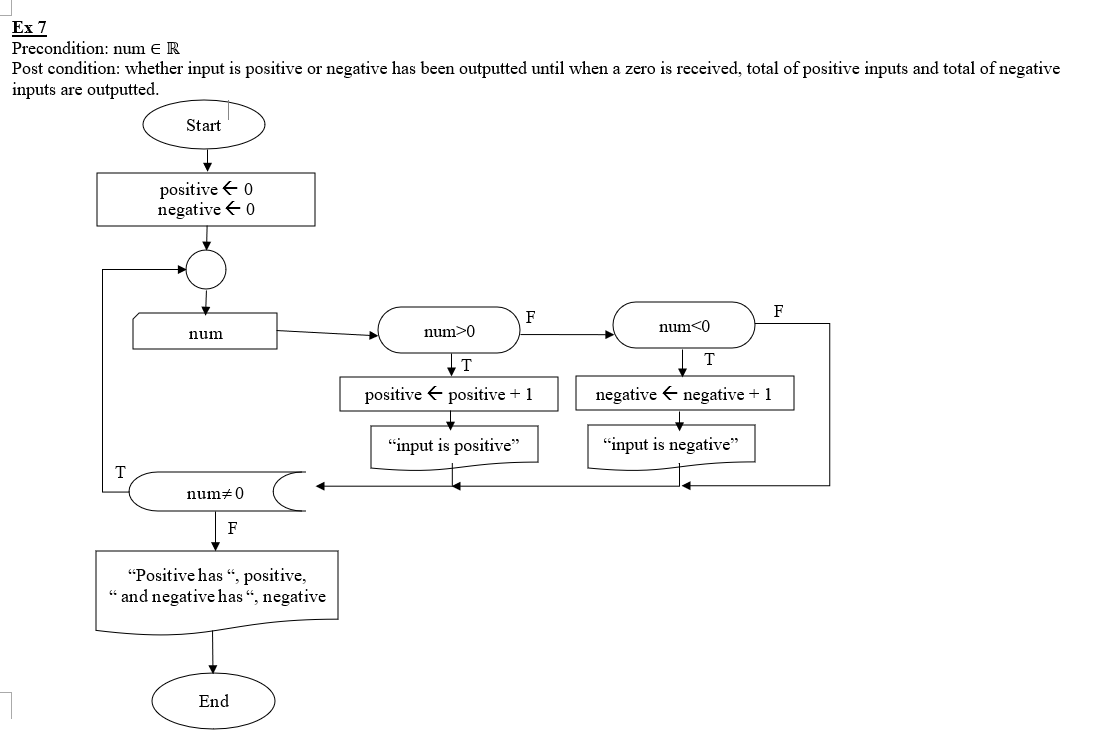 Ex 7
Precondition: num ∈ ℝ
Post condition: whether input is positive or negative has been outputted until when a zero is received, total of positive inputs and total of negative
inputs are outputted.
Start
positive ← 0
negative ← 0
num
num>0
F
num<0
F
T
T
positive ← positive + 1
negative ← negative + 1
“input is positive”
“input is negative”
T
num≠0
F
“Positive has “, positive,
“ and negative has “, negative
End